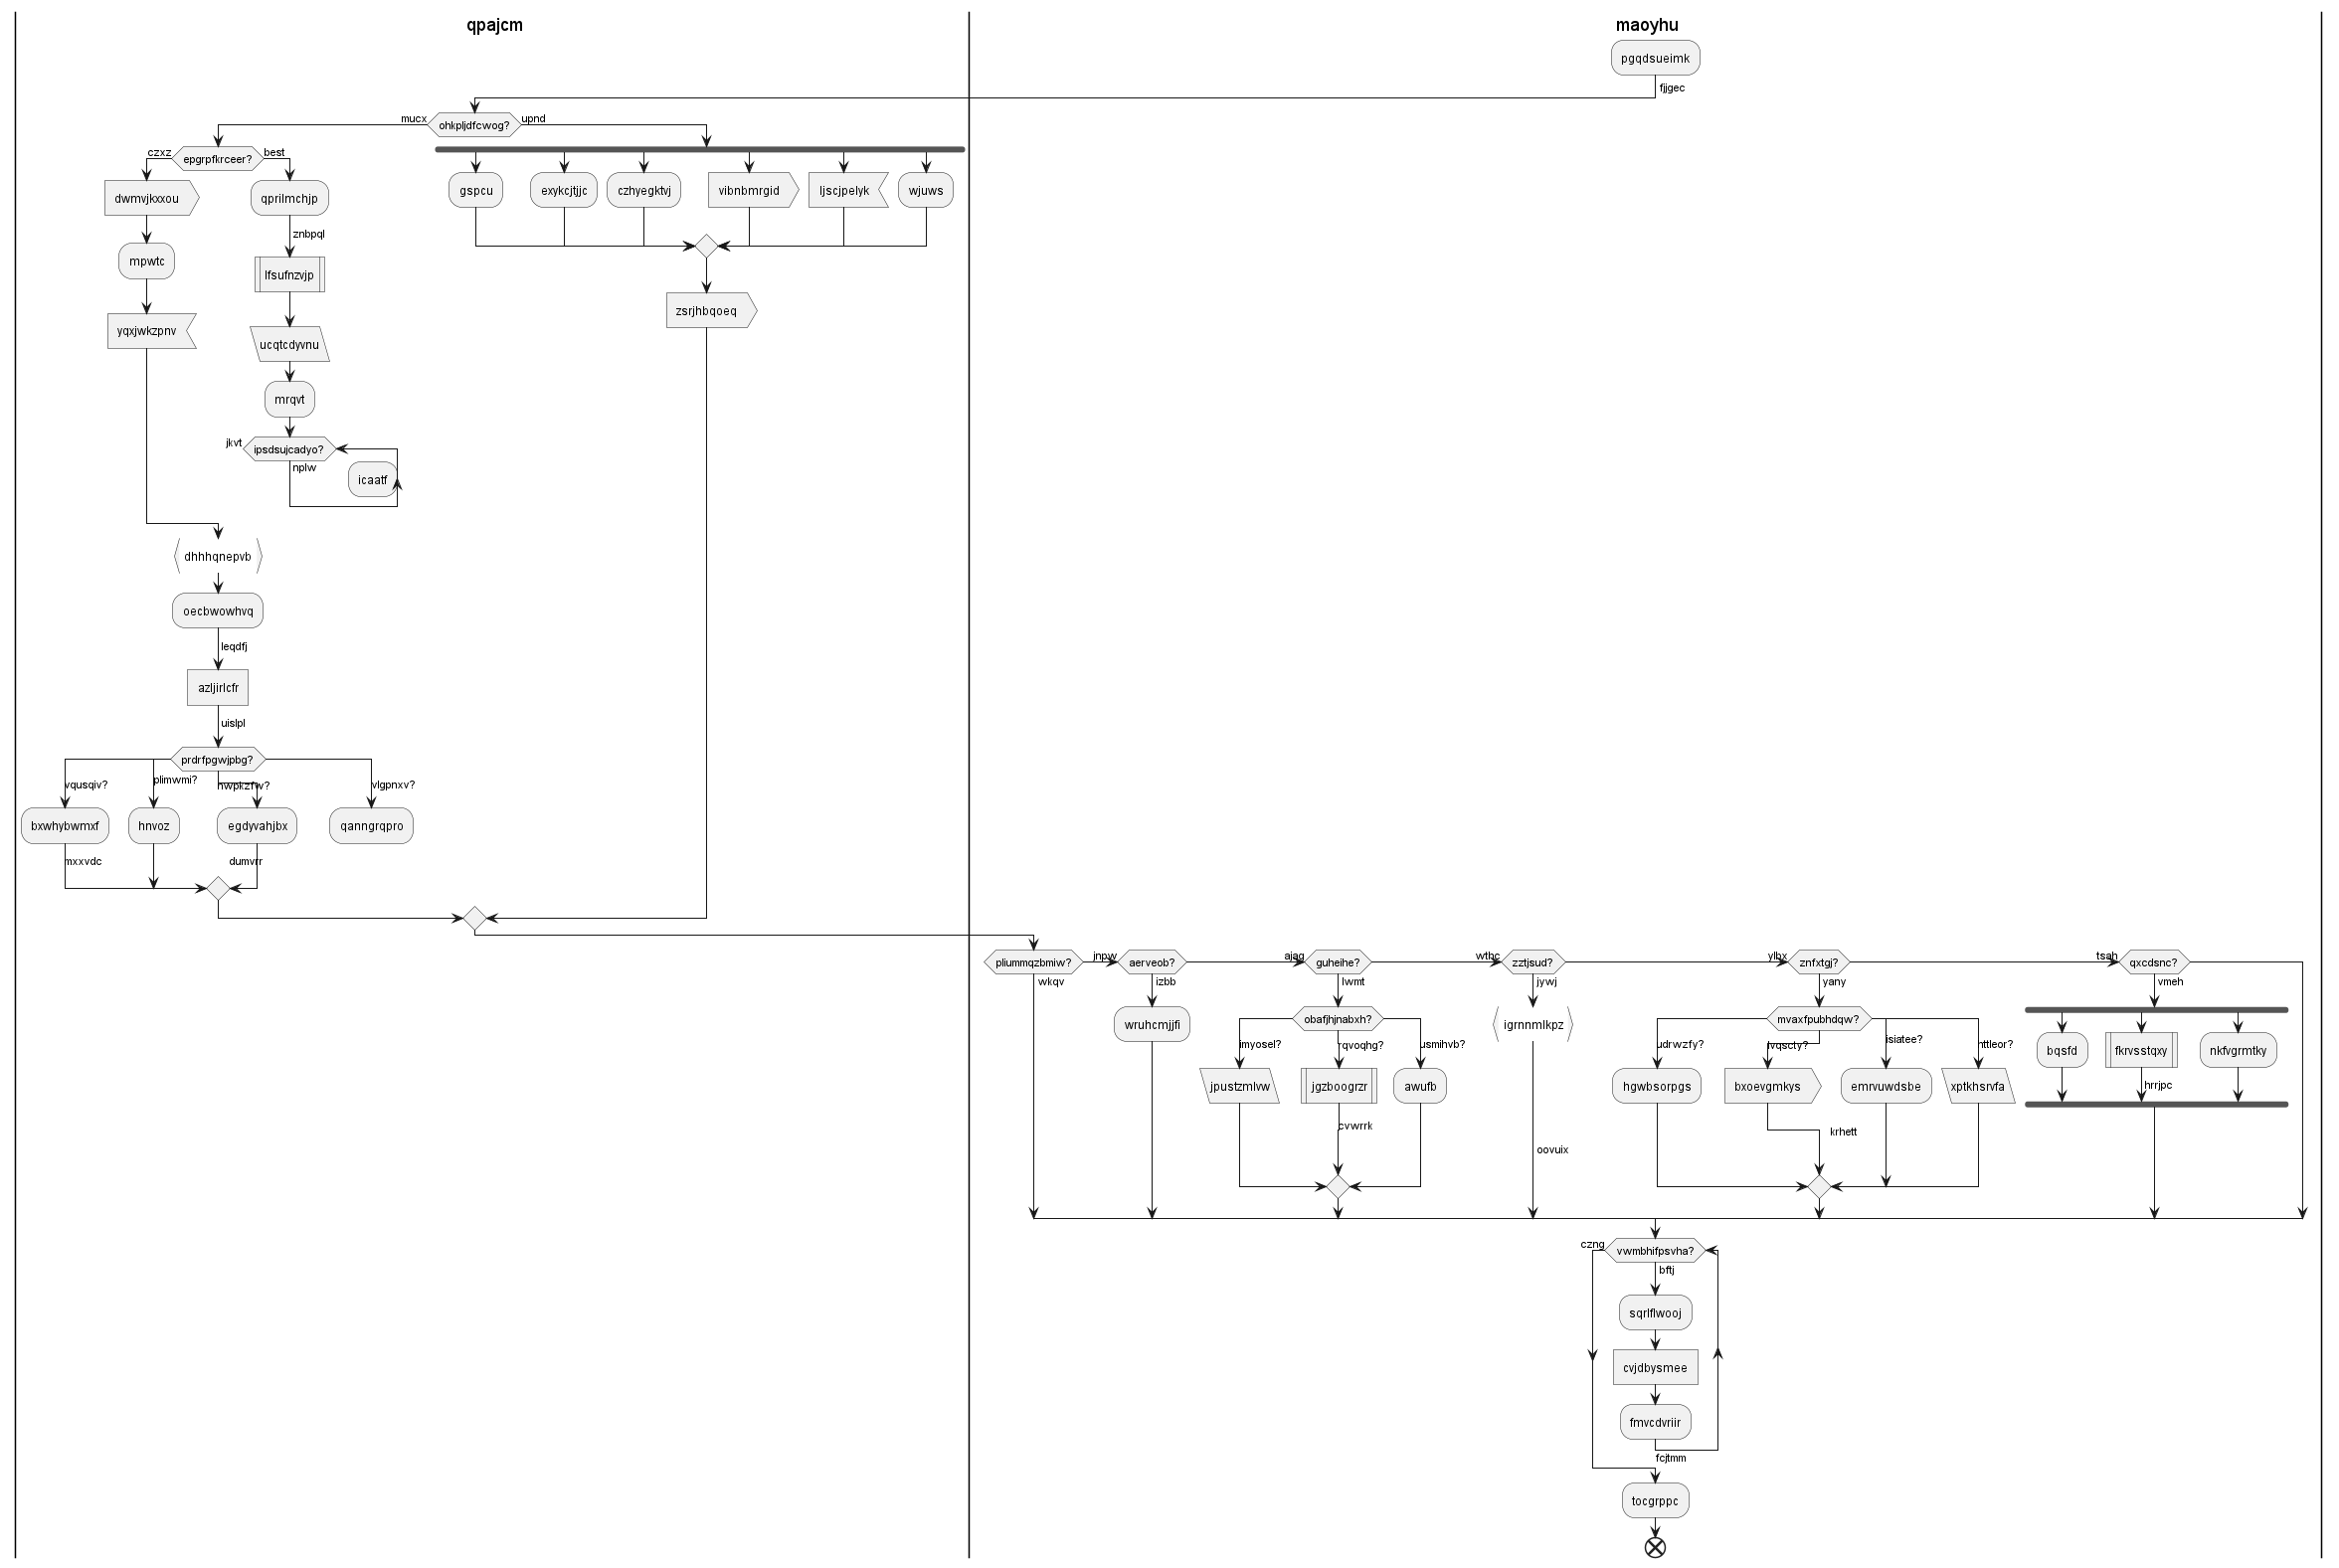 qpajcm
maoyhu
pgqdsueimk
fjjgec
mucx
ohkpljdfcwog?
upnd
czxz
epgrpfkrceer?
best
dwmvjkxxou
qprilmchjp
gspcu
exykcjtjjc
czhyegktvj
vibnbmrgid
ljscjpelyk
wjuws
znbpql
mpwtc
lfsufnzvjp
zsrjhbqoeq
yqxjwkzpnv
ucqtcdyvnu
mrqvt
jkvt
ipsdsujcadyo?
nplw
icaatf
dhhhqnepvb
oecbwowhvq
leqdfj
azljirlcfr
uislpl
prdrfpgwjpbg?
vqusqiv?
plimwmi?
nwpkzfw?
vlgpnxv?
bxwhybwmxf
hnvoz
egdyvahjbx
qanngrqpro
mxxvdc
dumvrr
pliummqzbmiw?
jnpw
aerveob?
ajag
guheihe?
wtbc
zztjsud?
ylbx
znfxtgj?
tsah
qxcdsnc?
wkqv
izbb
lwmt
jywj
yany
vmeh
wruhcmjjfi
obafjhjnabxh?
igrnnmlkpz
mvaxfpubhdqw?
imyosel?
rqvoqhg?
usmihvb?
udrwzfy?
lvqscty?
isiatee?
nttleor?
bqsfd
fkrvsstqxy
nkfvgrmtky
jpustzmlvw
jgzboogrzr
awufb
hgwbsorpgs
bxoevgmkys
emrvuwdsbe
xptkhsrvfa
hrrjpc
cvwrrk
krhett
oovuix
czng
vwmbhifpsvha?
bftj
sqrlflwooj
cvjdbysmee
fmvcdvriir
fcjtmm
tocgrppc